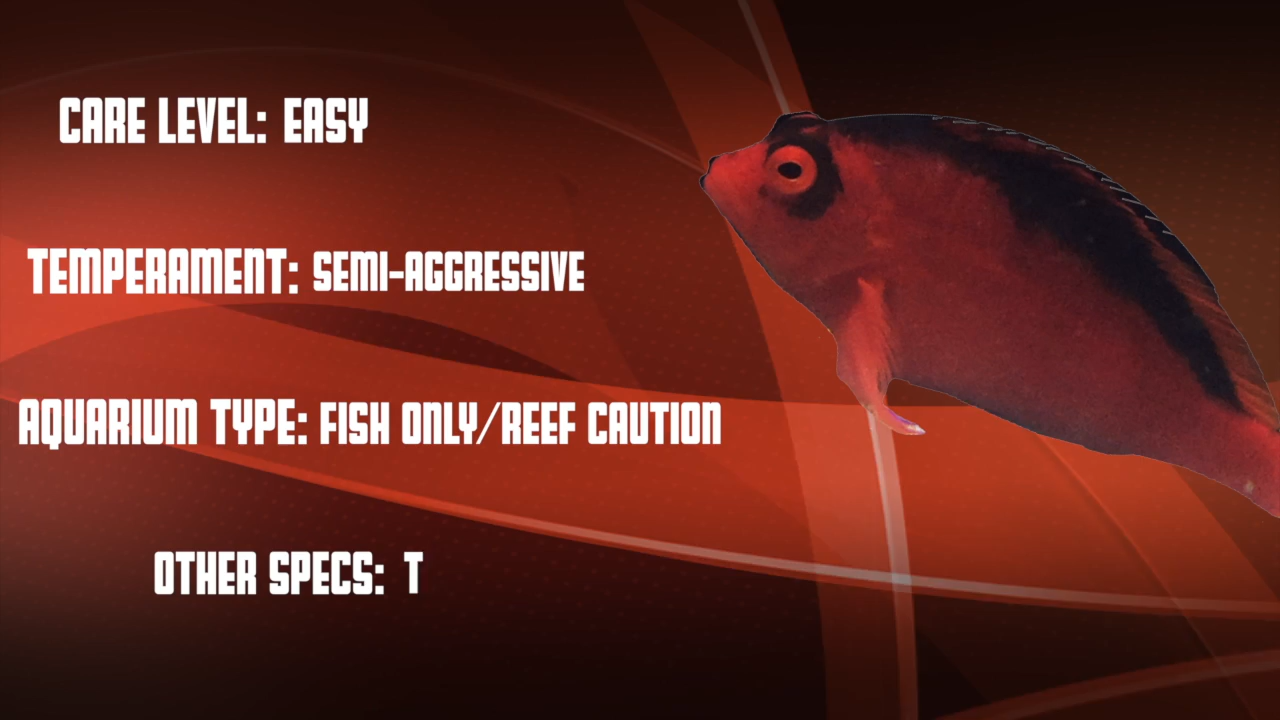 CARE LEVEL: EASY
TEMPERAMENT: SEMI-AGGRESSIVE
AQUARIUM TYPE: FISH ONLY/REEF CAUTION
OTHER SPECS: T